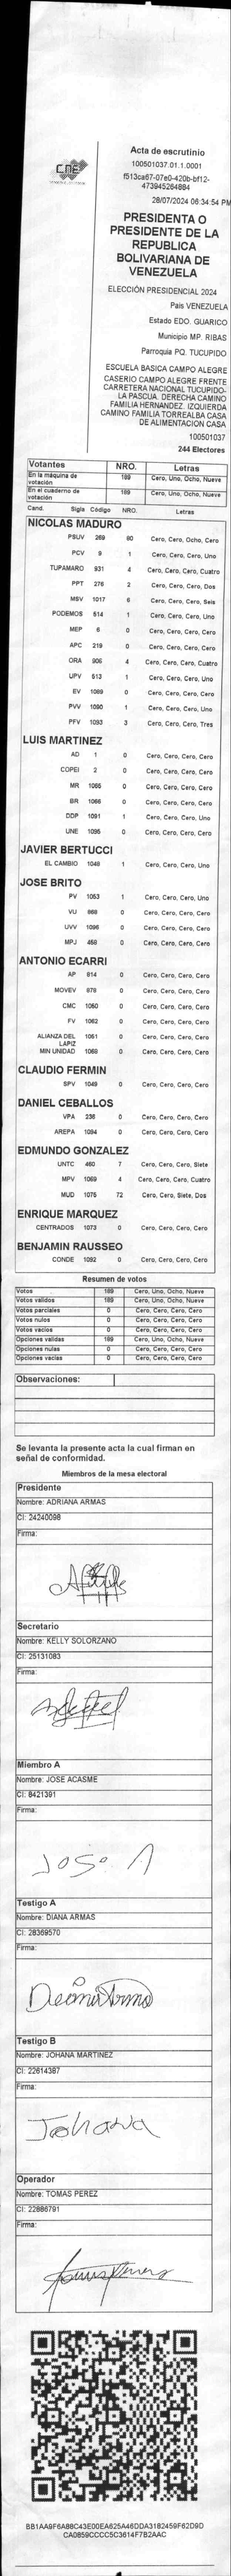 CNE
Acta de escrutinio
100501037.01.1.0001
f513ca67-07e0-420b-bf12-
473945264884
28/07/2024 06:34:54 PM
PRESIDENTA O
PRESIDENTE DE LA
REPUBLICA
BOLIVARIANA DE
VENEZUELA
ELECCIÓN PRESIDENCIAL 2024
Pais VENEZUELA
Estado EDO. GUARICO
Municipio MP. RIBAS
Parroquia PQ. TUCUPIDO
ESCUELA BASICA CAMPO ALEGRE
CASERIO CAMPO ALEGRE FRENTE
CARRETERA NACIONAL TUCUPIDO-
LA PASCUA. DERECHA CAMINO
FAMILIA HERNANDEZ. IZQUIERDA
CAMINO FAMILIA TORREALBA CASA
DE ALIMENTACION CASA
100501037
244 Electores
Votantes NRO. Letras
En la máquina de votación 189 Cero, Uno, Ocho, Nueve
En el cuaderno de votación 189 Cero, Uno, Ocho, Nueve
Cand. Sigla Código NRO. Letras
NICOLAS MADURO
PSUV 269 80 Cero, Cero, Ocho, Cero
PCV 9 1 Cero, Cero, Cero, Uno
TUPAMARO 931 4 Cero, Cero, Cero, Cuatro
PPT 276 2 Cero, Cero, Cero, Dos
MSV 1017 6 Cero, Cero, Cero, Seis
PODEMOS 514 1 Cero, Cero, Cero, Uno
MEP 6 0 Cero, Cero, Cero, Cero
APC 219 0 Cero, Cero, Cero, Cero
ORA 906 4 Cero, Cero, Cero, Cuatro
UPV 513 1 Cero, Cero, Cero, Uno
EV 1089 0 Cero, Cero, Cero, Cero
PVV 1090 1 Cero, Cero, Cero, Uno
PFV 1093 3 Cero, Cero, Cero, Tres
LUIS MARTINEZ
AD 1 0 Cero, Cero, Cero, Cero
COPEI 2 0 Cero, Cero, Cero, Cero
MR 1065 0 Cero, Cero, Cero, Cero
BR 1066 0 Cero, Cero, Cero, Cero
DDP 1091 1 Cero, Cero, Cero, Uno
UNE 1095 0 Cero, Cero, Cero, Cero
JAVIER BERTUCCI
EL CAMBIO 1048 1 Cero, Cero, Cero, Uno
JOSE BRITO
PV 1053 1 Cero, Cero, Cero, Uno
VU 868 0 Cero, Cero, Cero, Cero
UVV 1096 0 Cero, Cero, Cero, Cero
MPJ 458 0 Cero, Cero, Cero, Cero
ANTONIO ECARRI
AP 814 0 Cero, Cero, Cero, Cero
MOVEV 878 0 Cero, Cero, Cero, Cero
CMC 1050 0 Cero, Cero, Cero, Cero
FV 1062 0 Cero, Cero, Cero, Cero
ALIANZA DEL LAPIZ 1051 0 Cero, Cero, Cero, Cero
MIN UNIDAD 1068 0 Cero, Cero, Cero, Cero
CLAUDIO FERMIN
SPV 1049 0 Cero, Cero, Cero, Cero
DANIEL CEBALLOS
VPA 236 0 Cero, Cero, Cero, Cero
AREPA 1094 0 Cero, Cero, Cero, Cero
EDMUNDO GONZALEZ
UNTC 460 7 Cero, Cero, Cero, Siete
MPV 1069 4 Cero, Cero, Cero, Cuatro
MUD 1075 72 Cero, Cero, Siete, Dos
ENRIQUE MARQUEZ
CENTRADOS 1073 0 Cero, Cero, Cero, Cero
BENJAMIN RAUSSEO
CONDE 1092 0 Cero, Cero, Cero, Cero
Resumen de votos
Votos 189 Cero, Uno, Ocho, Nueve
Votos válidos 189 Cero, Uno, Ocho, Nueve
Votos parciales 0 Cero, Cero, Cero, Cero
Votos nulos 0 Cero, Cero, Cero, Cero
Votos vacíos 0 Cero, Cero, Cero, Cero
Opciones válidas 189 Cero, Uno, Ocho, Nueve
Opciones nulas 0 Cero, Cero, Cero, Cero
Opciones vacías 0 Cero, Cero, Cero, Cero
Observaciones:
Se levanta la presente acta la cual firman en
señal de conformidad.
Miembros de la mesa electoral
Presidente
Nombre: ADRIANA ARMAS
CI: 24240098
Firma:
Secretario
Nombre: KELLY SOLORZANO
CI: 25131083
Firma:
Miembro A
Nombre: JOSE ACASME
CI: 8421391
Firma:
Jose A
Testigo A
Nombre: DIANA ARMAS
CI: 28369570
Firma:
Testigo B
Nombre: JOHANA MARTINEZ
CI: 22614387
Firma:
Johana
Operador
Nombre: TOMAS PEREZ
CI: 22886791
Firma:
BB1AA9F6A88C43E00EA625A46DDA3182459F62D9D
CA0859CCCC5C3614F7B2AAC